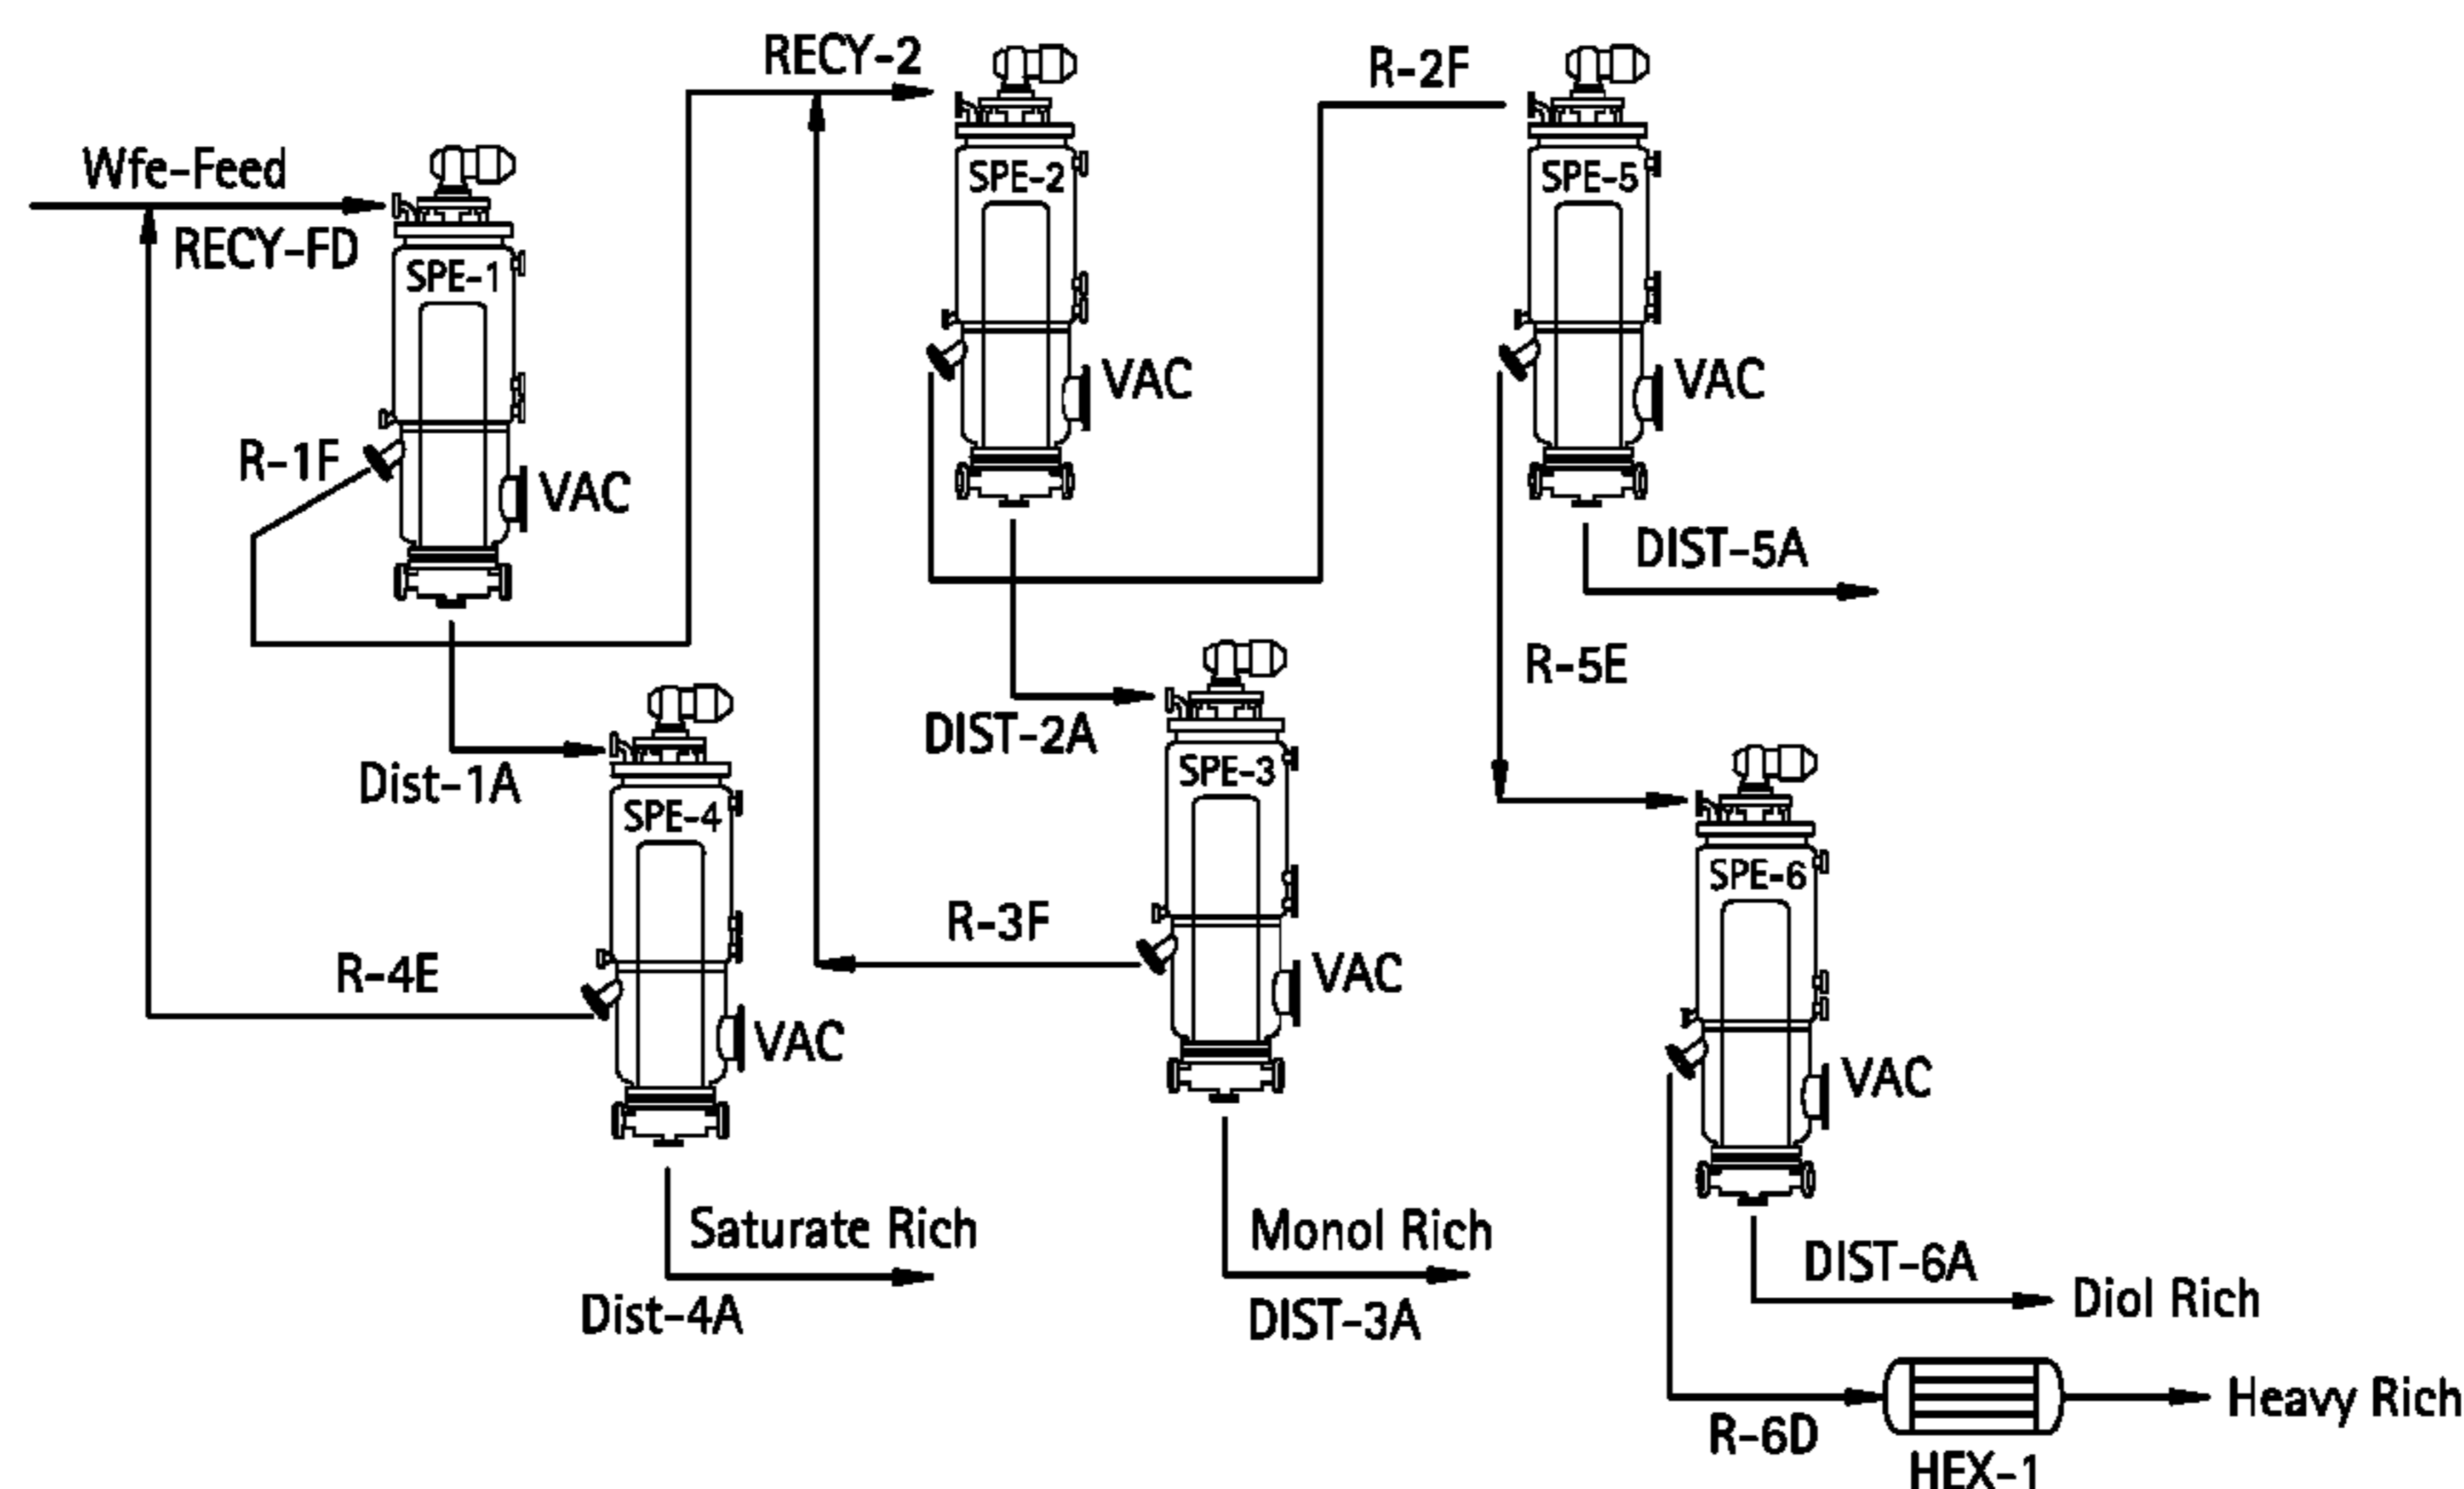 RECY-2
R-2F
Wfe-Feed
RECY-FD
SPE-1
SPE-2
SPE-5
VAC
VAC
R-1F
VAC
DIST-5A
R-5E
DIST-2A
Dist-1A
SPE-3
SPE-4
SPE-6
R-3F
R-4E
VAC
VAC
VAC
Saturate Rich
Monol Rich
DIST-6A
Diol Rich
Dist-4A
DIST-3A
Heavy Rich
R-6D
HEX-1